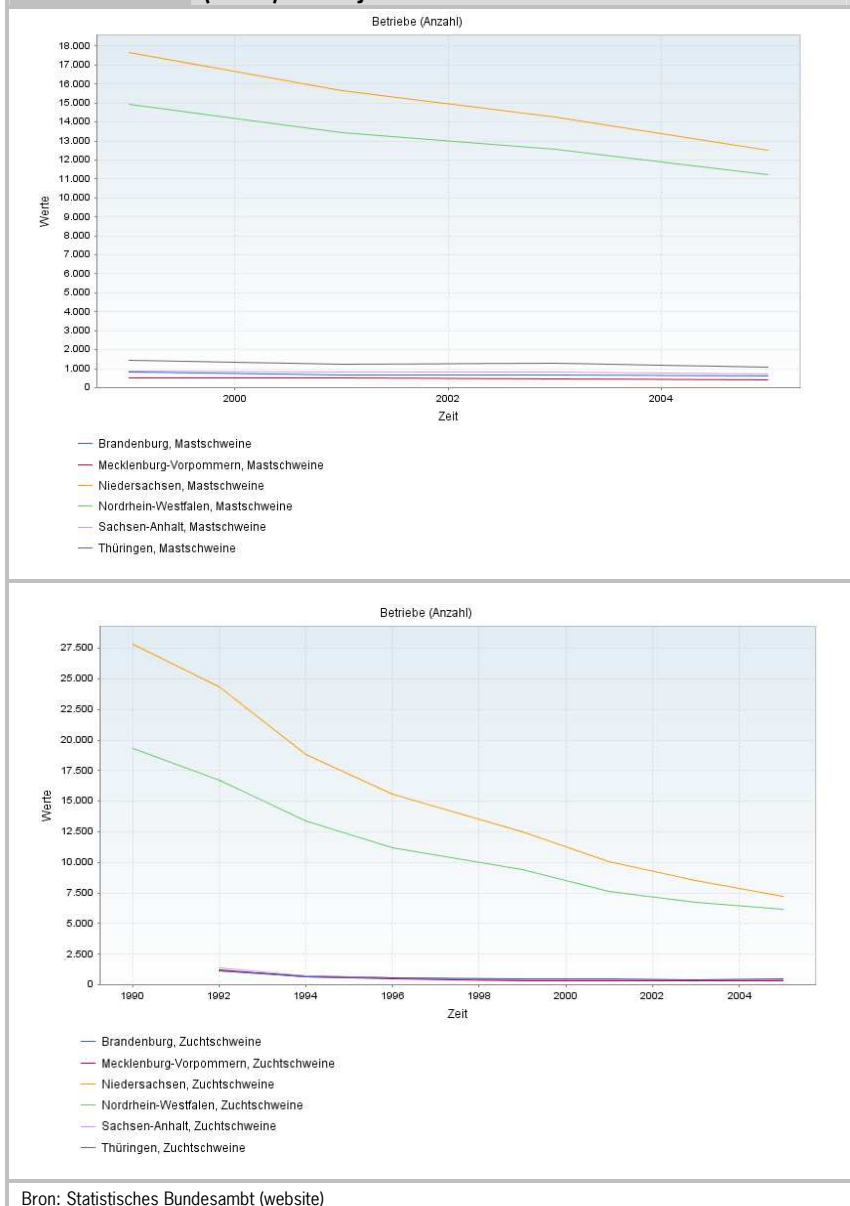 Betriebe (Anzahl)
18.000
17.000
16.000
15.000
14.000
13.000
12.000
11.000
10.000
9.000
8.000
7.000
6.000
5.000
4.000
3.000
2.000
1.000
0
Werte
2000 2002 2004
Zeit
Brandenburg, Mastschweine
Mecklenburg-Vorpommern, Mastschweine
Niedersachsen, Mastschweine
Nordrhein-Westfalen, Mastschweine
Sachsen-Anhalt, Mastschweine
Thüringen, Mastschweine
Betriebe (Anzahl)
27.500
25.000
22.500
20.000
17.500
15.000
12.500
10.000
7.500
5.000
2.500
0
Werte
1990 1992 1994 1996 1998 2000 2002 2004
Zeit
Brandenburg, Zuchtschweine
Mecklenburg-Vorpommern, Zuchtschweine
Niedersachsen, Zuchtschweine
Nordrhein-Westfalen, Zuchtschweine
Sachsen-Anhalt, Zuchtschweine
Thüringen, Zuchtschweine
Bron: Statistisches Bundesambt (website)